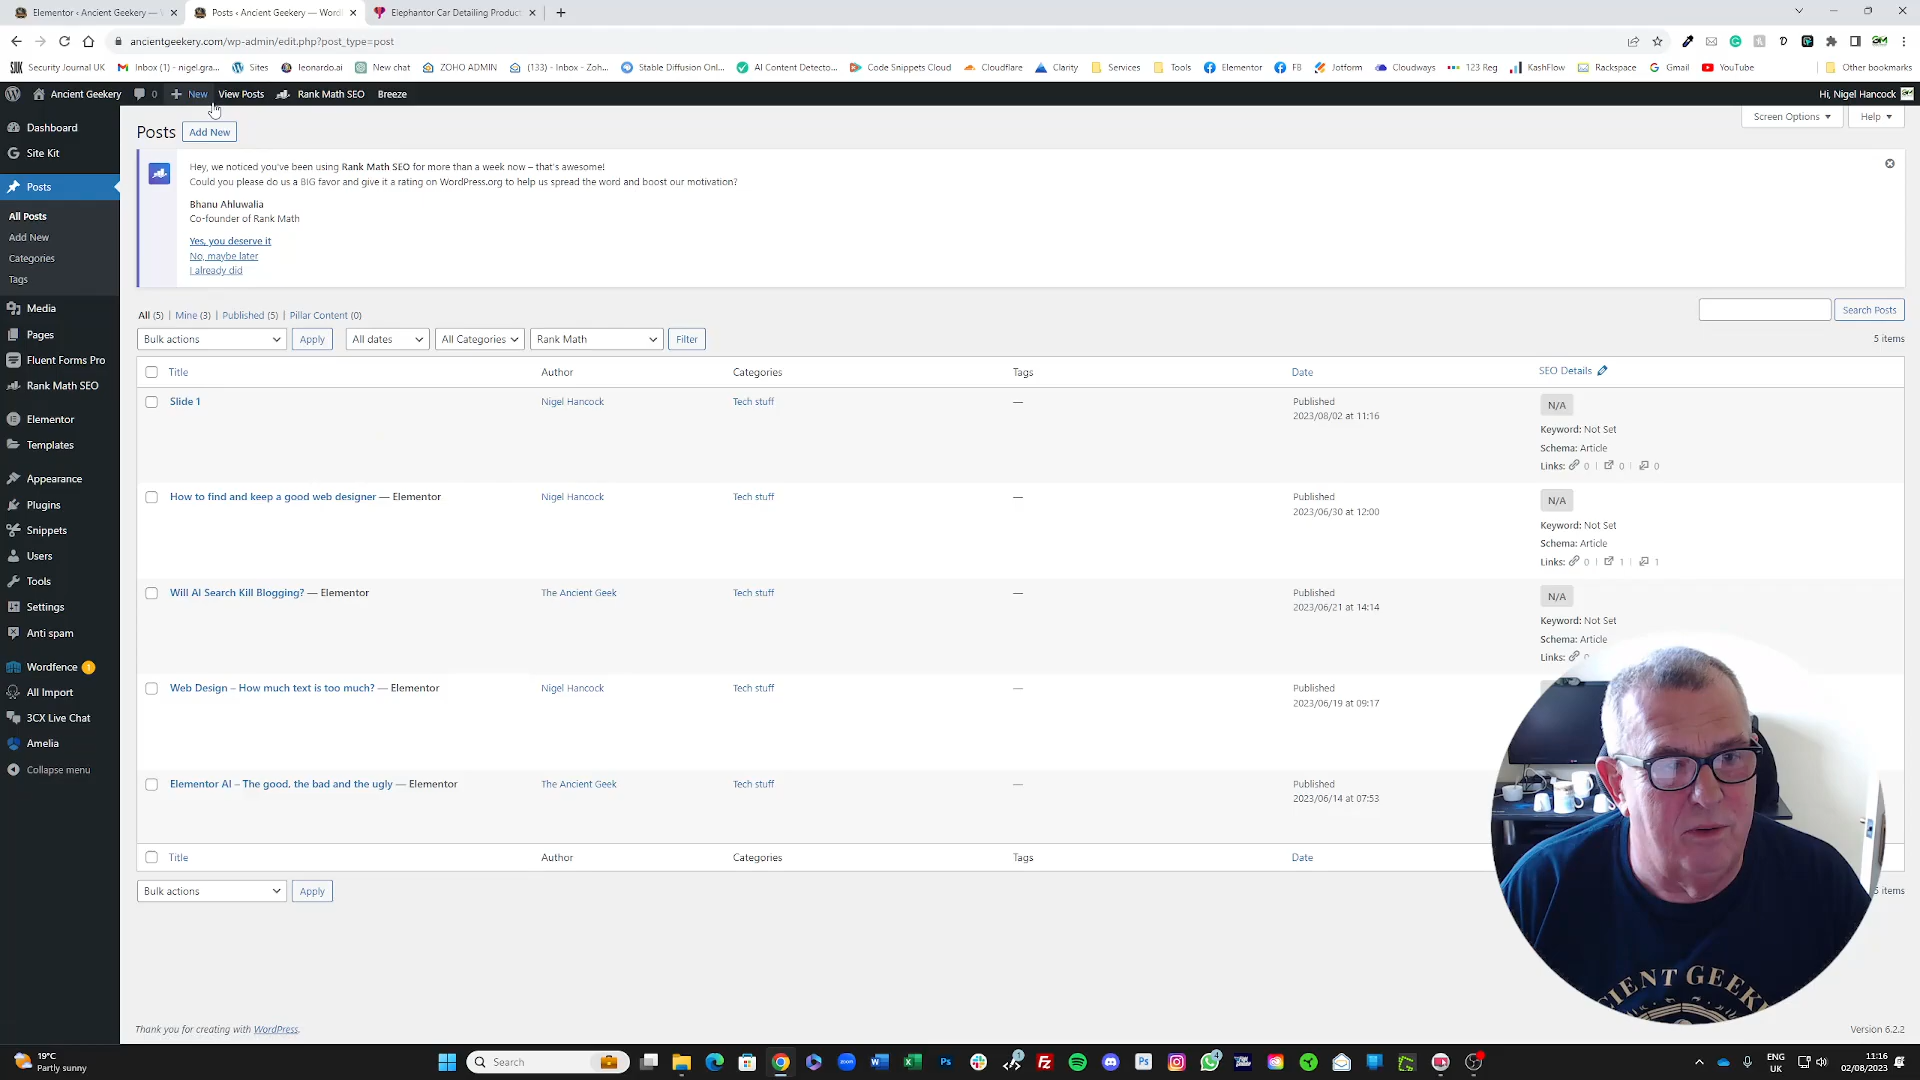 Elementor ‹ Ancient Geekery —
Posts ‹ Ancient Geekery — Word
Elephantor Car Detailing Product
ancientgeekery.com/wp-admin/edit.php?post_type=post
Security Journal UK
Inbox (1) - nigel.gra...
Sites
leonardo.ai
New chat
ZOHO ADMIN
(133) - Inbox - Zoh...
Stable Diffusion Onl...
AI Content Detecto...
Code Snippets Cloud
Cloudflare
Clarity
Services
Tools
Elementor
FB
Jotform
Cloudways
123 Reg
KashFlow
Rackspace
Gmail
YouTube
Other bookmarks
Ancient Geekery
0
New
View Posts
Rank Math SEO
Breeze
Hi, Nigel Hancock
Dashboard
Site Kit
Posts
All Posts
Add New
Categories
Tags
Media
Pages
Fluent Forms Pro
Rank Math SEO
Elementor
Templates
Appearance
Plugins
Snippets
Users
Tools
Settings
Anti spam
Wordfence 1
All Import
3CX Live Chat
Amelia
Collapse menu
Posts
Add New
Screen Options
Help
Hey, we noticed you've been using Rank Math SEO for more than a week now – that's awesome!
Could you please do us a BIG favor and give it a rating on WordPress.org to help us spread the word and boost our motivation?
Bhanu Ahluwalia
Co-founder of Rank Math
Yes, you deserve it
No, maybe later
I already did
All (5) | Mine (3) | Published (5) | Pillar Content (0)
Search Posts
Bulk actions
Apply
All dates
All Categories
Rank Math
Filter
5 items
Title
Author
Categories
Tags
Date
SEO Details
Slide 1
Nigel Hancock
Tech stuff
—
Published
2023/08/02 at 11:16
N/A
Keyword: Not Set
Schema: Article
Links: 0 | 0 | 0
How to find and keep a good web designer — Elementor
Nigel Hancock
Tech stuff
—
Published
2023/06/30 at 12:00
N/A
Keyword: Not Set
Schema: Article
Links: 0 | 1 | 1
Will AI Search Kill Blogging? — Elementor
The Ancient Geek
Tech stuff
—
Published
2023/06/21 at 14:14
N/A
Keyword: Not Set
Schema: Article
Links:
Web Design – How much text is too much? — Elementor
Nigel Hancock
Tech stuff
—
Published
2023/06/19 at 09:17
Elementor AI – The good, the bad and the ugly — Elementor
The Ancient Geek
Tech stuff
—
Published
2023/06/14 at 07:53
Title
Author
Categories
Tags
Date
Bulk actions
Apply
5 items
Thank you for creating with WordPress.
Version 6.2.2
19°C
Partly sunny
Search
ENG
UK
11:16
02/08/2023